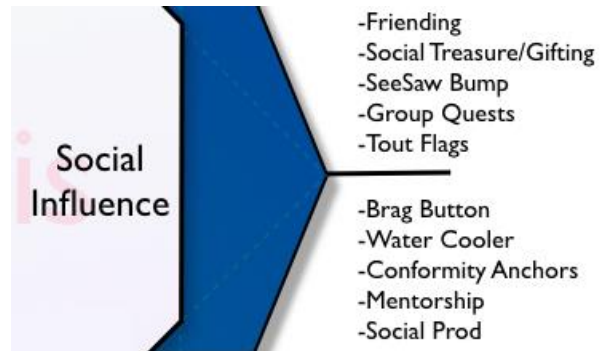 Social
Influence
-Friending
-Social Treasure/Gifting
-SeeSaw Bump
-Group Quests
-Tout Flags
-Brag Button
-Water Cooler
-Conformity Anchors
-Mentorship
-Social Prod
is